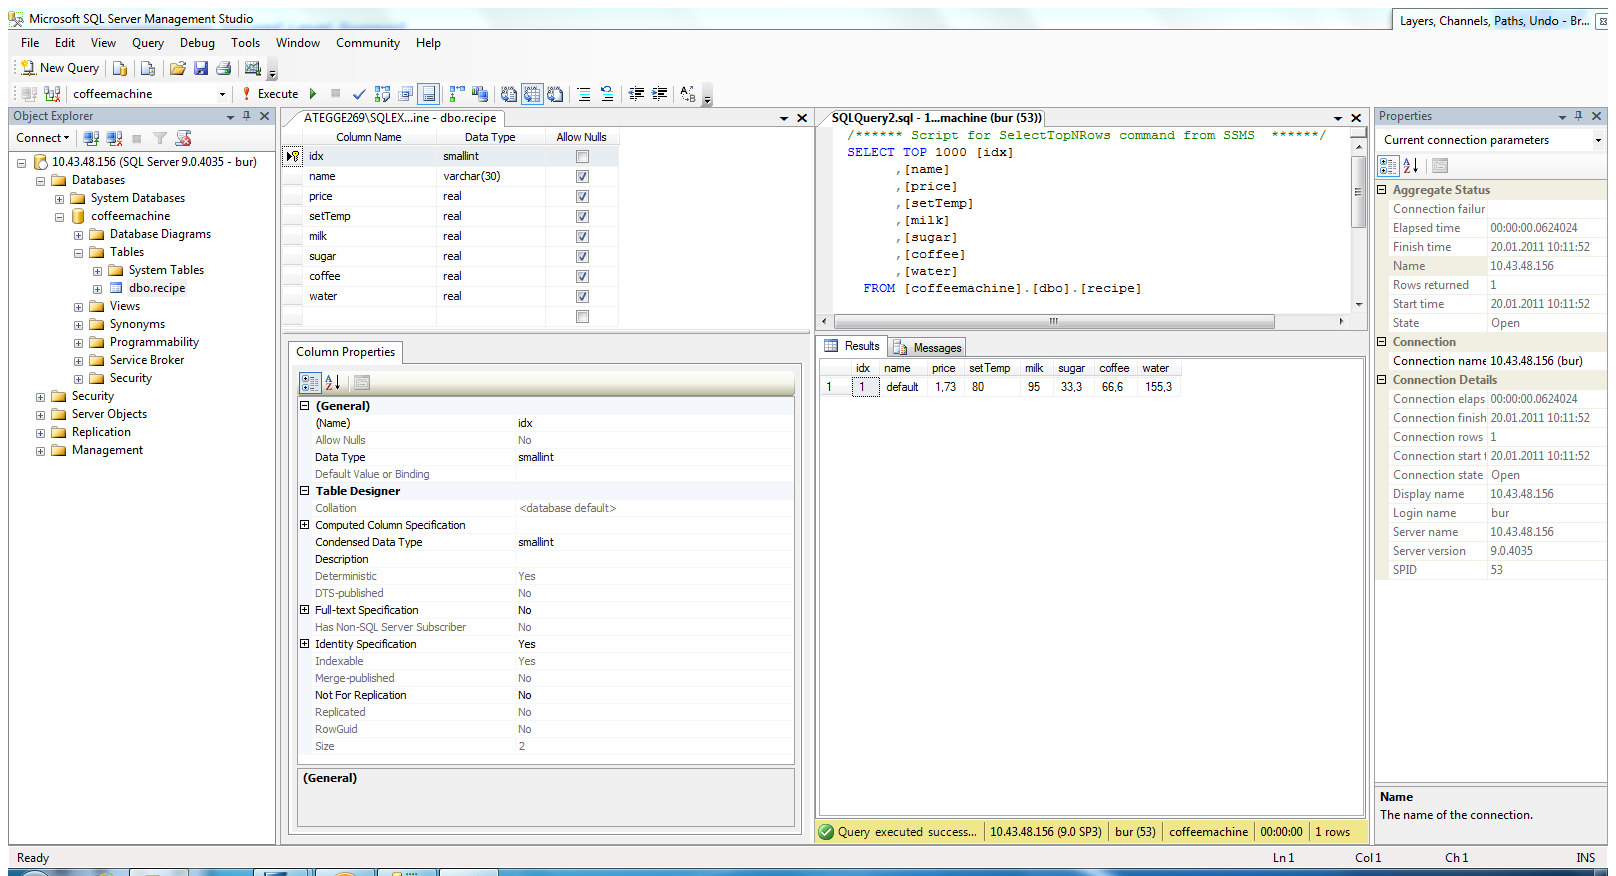 Microsoft SQL Server Management Studio
Layers, Channels, Paths, Undo - Br...
File Edit View Query Debug Tools Window Community Help
New Query
coffeemachine
Execute
Object Explorer
Connect
10.43.48.156 (SQL Server 9.0.4035 - bur)
Databases
System Databases
coffeemachine
Database Diagrams
Tables
System Tables
dbo.recipe
Views
Synonyms
Programmability
Service Broker
Security
Security
Server Objects
Replication
Management
ATEGGE269\SQLEX...ine - dbo.recipe
Column Name Data Type Allow Nulls
idx smallint
name varchar(30)
price real
setTemp real
milk real
sugar real
coffee real
water real
Column Properties
(General)
(Name) idx
Allow Nulls No
Data Type smallint
Default Value or Binding
Table Designer
Collation <database default>
Computed Column Specification
Condensed Data Type smallint
Description
Deterministic Yes
DTS-published No
Full-text Specification No
Has Non-SQL Server Subscriber No
Identity Specification Yes
Indexable Yes
Merge-published No
Not For Replication No
Replicated No
RowGuid No
Size 2
(General)
SQLQuery2.sql - 1...machine (bur (53))
/****** Script for SelectTopNRows command from SSMS ******/
SELECT TOP 1000 [idx]
,[name]
,[price]
,[setTemp]
,[milk]
,[sugar]
,[coffee]
,[water]
FROM [coffeemachine].[dbo].[recipe]
Results Messages
idx name price setTemp milk sugar coffee water
1 1 default 1,73 80 95 33,3 66,6 155,3
Query executed success... 10.43.48.156 (9.0 SP3) bur (53) coffeemachine 00:00:00 1 rows
Properties
Current connection parameters
Aggregate Status
Connection failur
Elapsed time 00:00:00.0624024
Finish time 20.01.2011 10:11:52
Name 10.43.48.156
Rows returned 1
Start time 20.01.2011 10:11:52
State Open
Connection
Connection name 10.43.48.156 (bur)
Connection Details
Connection elaps 00:00:00.0624024
Connection finish 20.01.2011 10:11:52
Connection rows 1
Connection start t 20.01.2011 10:11:52
Connection state Open
Display name 10.43.48.156
Login name bur
Server name 10.43.48.156
Server version 9.0.4035
SPID 53
Name
The name of the connection.
Ready Ln 1 Col 1 Ch 1 INS